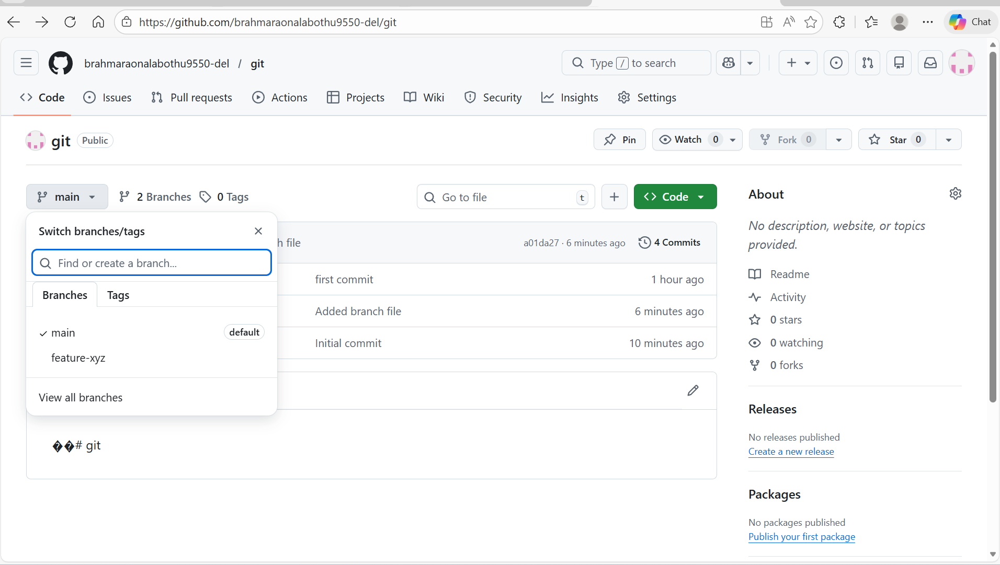 https://github.com/brahmaraonalabothu9550-del/git
Chat
brahmaraonalabothu9550-del / git
Type / to search
Code Issues Pull requests Actions Projects Wiki Security Insights Settings
git Public
Pin Watch 0 Fork 0 Star 0
main 2 Branches 0 Tags
Go to file t
Code
Switch branches/tags
Find or create a branch...
Branches Tags
main default
feature-xyz
View all branches
h file a01da27 · 6 minutes ago 4 Commits
first commit 1 hour ago
Added branch file 6 minutes ago
Initial commit 10 minutes ago
��# git
About
No description, website, or topics
provided.
Readme
Activity
0 stars
0 watching
0 forks
Releases
No releases published
Create a new release
Packages
No packages published
Publish your first package